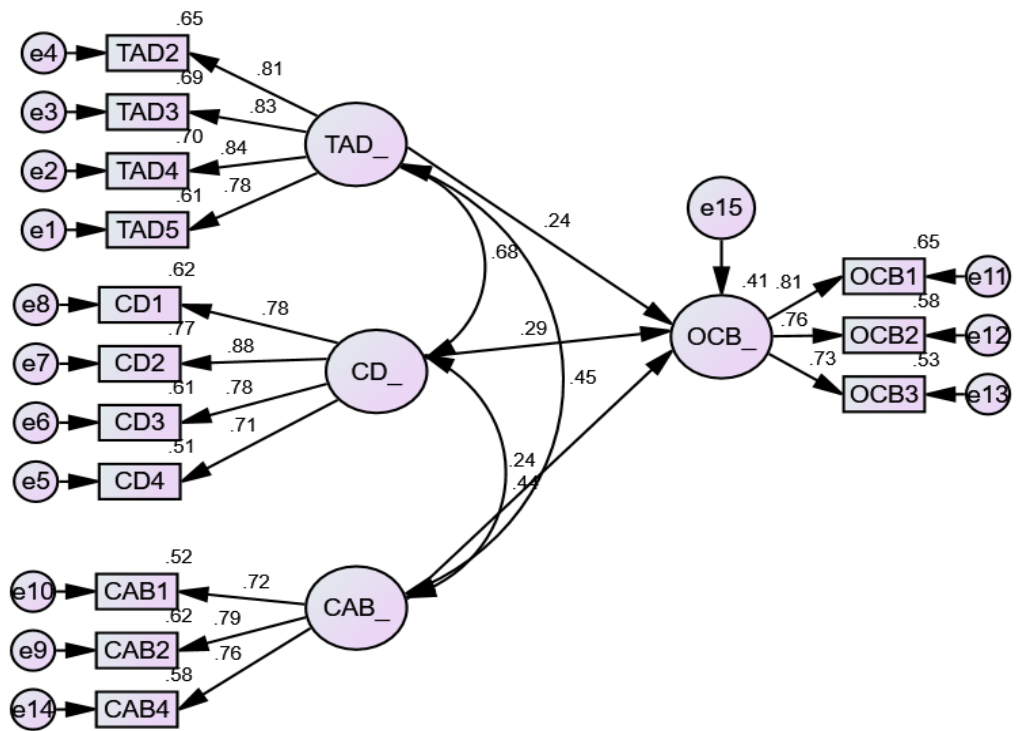 .65
e4 TAD2 .81
.69
e3 TAD3 .83
.70
e2 TAD4 .84
.61
e1 TAD5 .78
TAD_
.24
e15
.68
.62
e8 CD1 .78
.77
e7 CD2 .88
.61
e6 CD3 .78
.51
e5 CD4 .71
CD_
.29
.45
.24
.44
.41
OCB_
.81 OCB1 .65 e11
.76 OCB2 .58 e12
.73 OCB3 .53 e13
.52
e10 CAB1 .72
.62
e9 CAB2 .79
.58
e14 CAB4 .76
CAB_